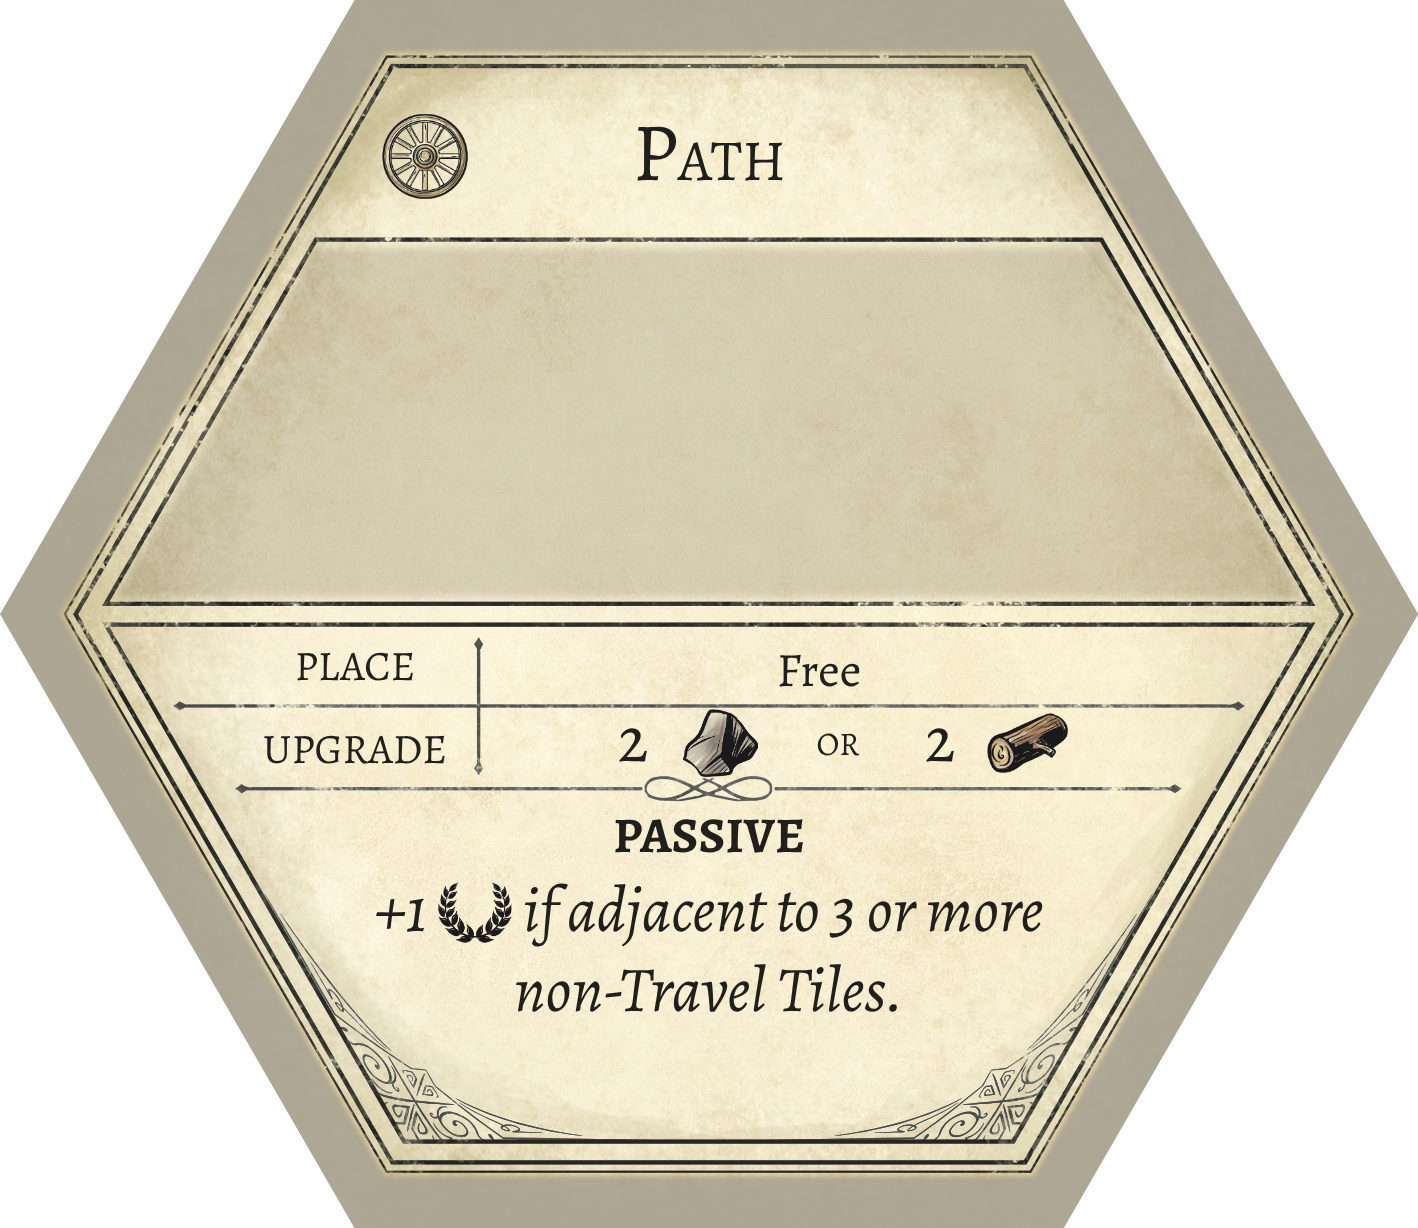 Path
PLACE Free
UPGRADE 2 OR 2
PASSIVE
+1 if adjacent to 3 or more
non-Travel Tiles.